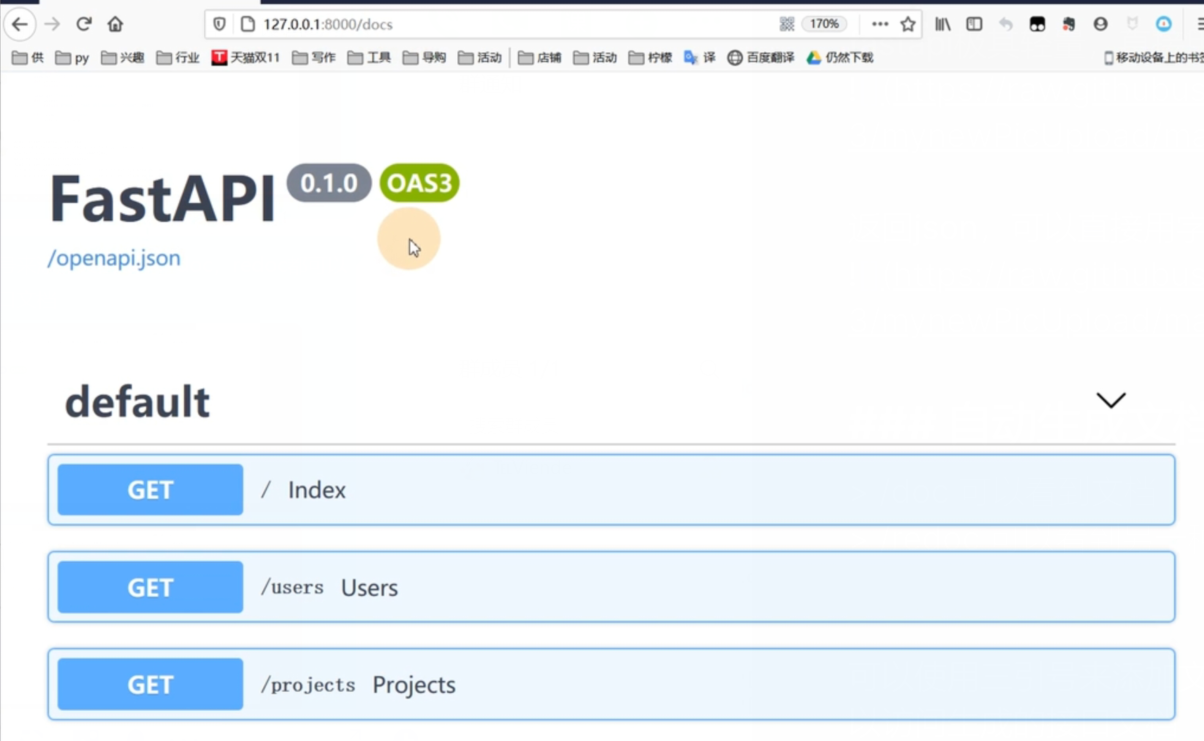 127.0.0.1:8000/docs 170%
供 py 兴趣 行业 天猫双11 写作 工具 导购 活动 店铺 活动 柠檬 译 百度翻译 仍然下载 移动设备上的书签
FastAPI 0.1.0 OAS3
/openapi.json
default
GET / Index
GET /users Users
GET /projects Projects